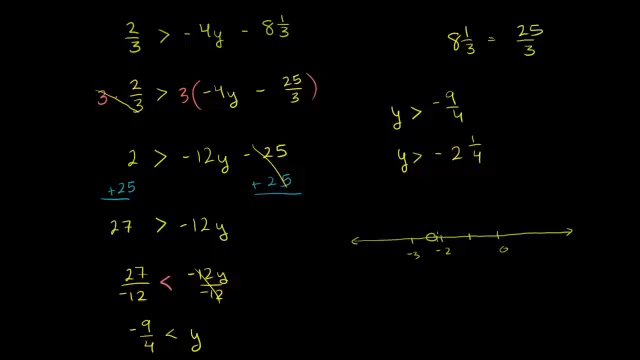 2/3 > -4y - 8 1/3
3 · 2/3 > 3(-4y - 25/3)
2 > -12y - 25
+25 +25
27 > -12y
27/-12 < -12y/-12
-9/4 < y
8 1/3 = 25/3
y > -9/4
y > -2 1/4
-3 -2 0